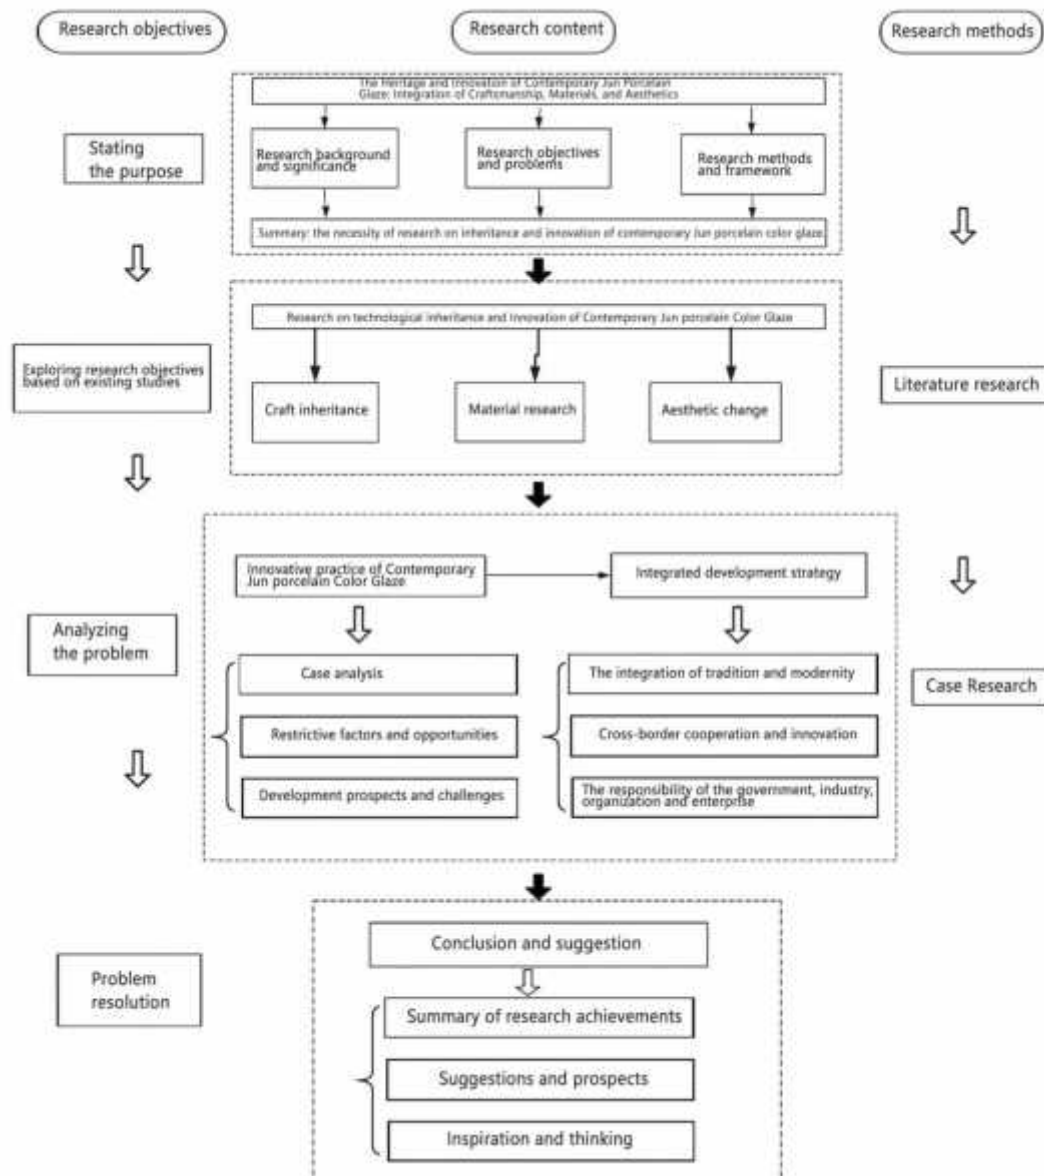 Research objectives
Research content
Research methods
The Heritage and Innovation of Contemporary Jun Porcelain
Glaze: Integration of Craftsmanship, Materials, and Aesthetics
Stating
the purpose
Research background
and significance
Research objectives
and problems
Research methods
and framework
Summary: the necessity of research on inheritance and innovation of contemporary Jun porcelain color glaze.
Research on technological inheritance and Innovation of Contemporary Jun porcelain Color Glaze
Exploring research objectives
based on existing studies
Craft inheritance
Material research
Aesthetic change
Literature research
Innovative practice of Contemporary
Jun porcelain Color Glaze
Integrated development strategy
Analyzing
the problem
Case analysis
Restrictive factors and opportunities
Development prospects and challenges
The integration of tradition and modernity
Cross-border cooperation and innovation
The responsibility of the government, industry,
organization and enterprise
Case Research
Problem
resolution
Conclusion and suggestion
Summary of research achievements
Suggestions and prospects
Inspiration and thinking